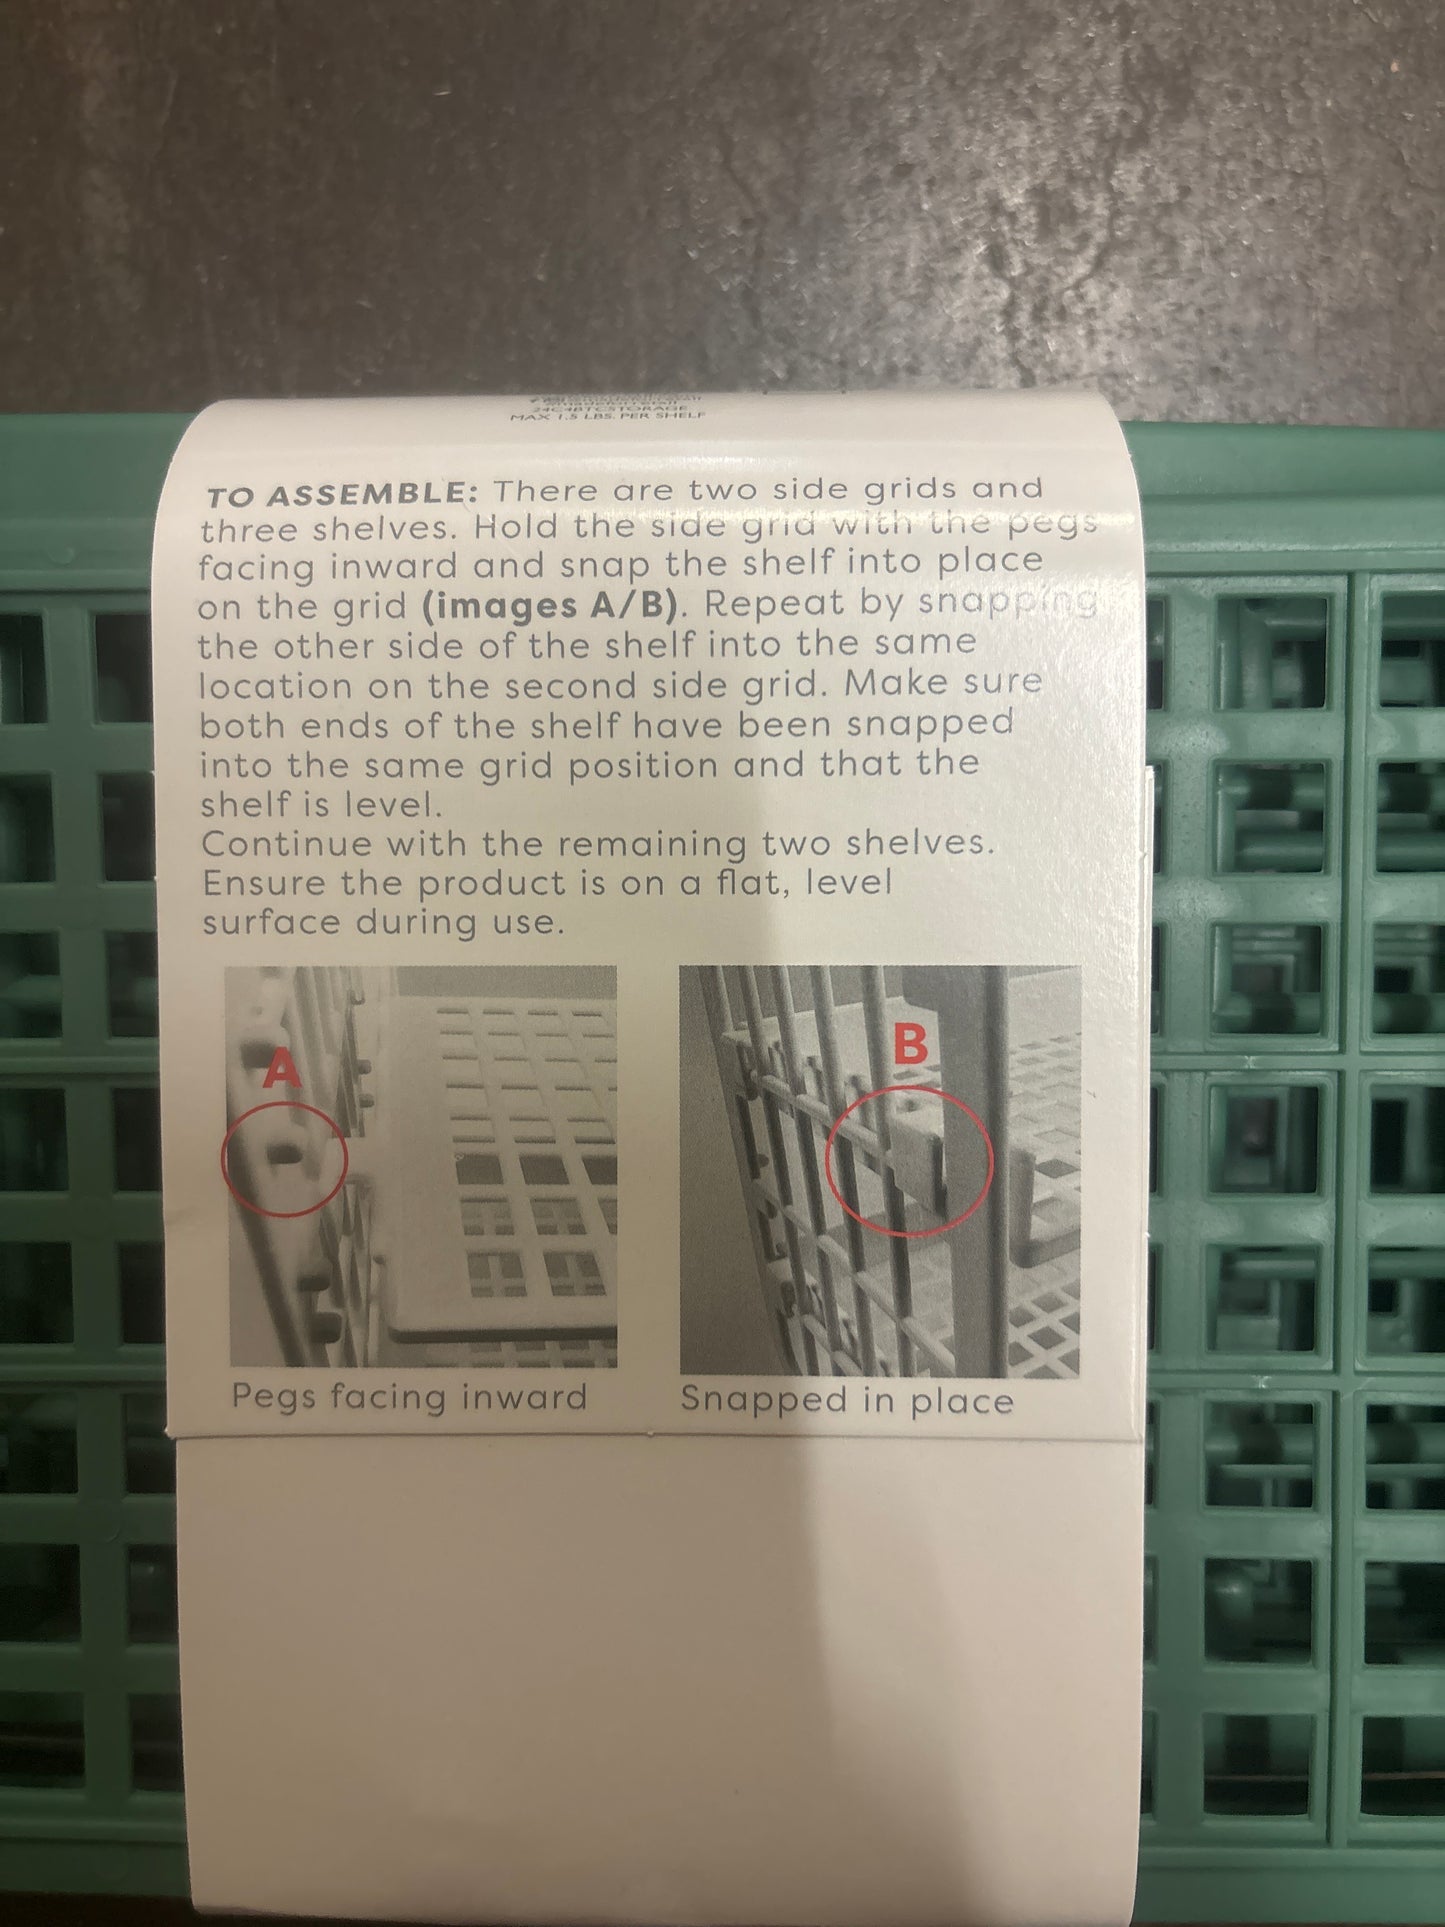 24C4BTC3TORAGE
MAX 1.5 LBS. PER SHELF
TO ASSEMBLE: There are two side grids and
three shelves. Hold the side grid with the pegs
facing inward and snap the shelf into place
on the grid (images A/B). Repeat by snapping
the other side of the shelf into the same
location on the second side grid. Make sure
both ends of the shelf have been snapped
into the same grid position and that the
shelf is level.
Continue with the remaining two shelves.
Ensure the product is on a flat, level
surface during use.
A
B
Pegs facing inward
Snapped in place